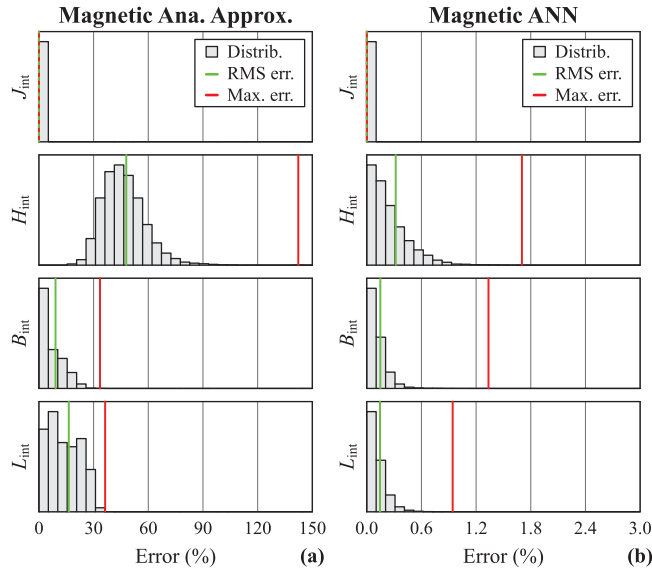 Magnetic Ana. Approx.
Magnetic ANN
J_int
Distrib.
RMS err.
Max. err.
J_int
Distrib.
RMS err.
Max. err.
H_int
H_int
B_int
B_int
L_int
L_int
0 30 60 90 120 150
0.0 0.6 1.2 1.8 2.4 3.0
Error (%) (a)
Error (%) (b)